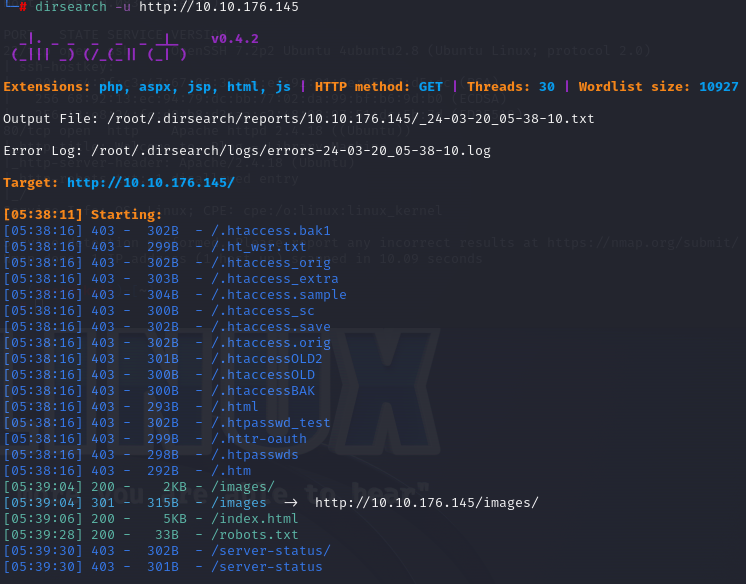 └─# dirsearch -u http://10.10.176.145
v0.4.2
Extensions: php, aspx, jsp, html, js | HTTP method: GET | Threads: 30 | Wordlist size: 10927
Output File: /root/.dirsearch/reports/10.10.176.145/_24-03-20_05-38-10.txt
Error Log: /root/.dirsearch/logs/errors-24-03-20_05-38-10.log
Target: http://10.10.176.145/
[05:38:11] Starting:
[05:38:16] 403 -  302B  - /.htaccess.bak1
[05:38:16] 403 -  299B  - /.ht_wsr.txt
[05:38:16] 403 -  302B  - /.htaccess_orig
[05:38:16] 403 -  303B  - /.htaccess_extra
[05:38:16] 403 -  304B  - /.htaccess.sample
[05:38:16] 403 -  300B  - /.htaccess_sc
[05:38:16] 403 -  302B  - /.htaccess.save
[05:38:16] 403 -  302B  - /.htaccess.orig
[05:38:16] 403 -  301B  - /.htaccessOLD2
[05:38:16] 403 -  300B  - /.htaccessOLD
[05:38:16] 403 -  300B  - /.htaccessBAK
[05:38:16] 403 -  293B  - /.html
[05:38:16] 403 -  302B  - /.htpasswd_test
[05:38:16] 403 -  299B  - /.httr-oauth
[05:38:16] 403 -  298B  - /.htpasswds
[05:38:16] 403 -  292B  - /.htm
[05:39:04] 200 -    2KB - /images/
[05:39:04] 301 -  315B  - /images  →  http://10.10.176.145/images/
[05:39:06] 200 -    5KB - /index.html
[05:39:28] 200 -   33B  - /robots.txt
[05:39:30] 403 -  302B  - /server-status/
[05:39:30] 403 -  301B  - /server-status